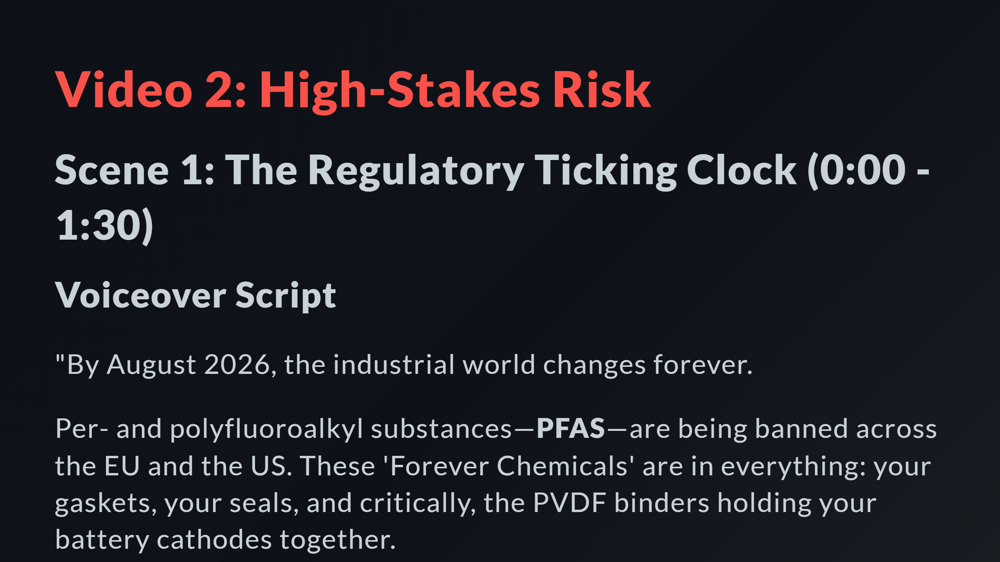 Video 2: High-Stakes Risk
Scene 1: The Regulatory Ticking Clock (0:00 -
1:30)
Voiceover Script
"By August 2026, the industrial world changes forever.
Per- and polyfluoroalkyl substances—PFAS—are being banned across
the EU and the US. These 'Forever Chemicals' are in everything: your
gaskets, your seals, and critically, the PVDF binders holding your
battery cathodes together.